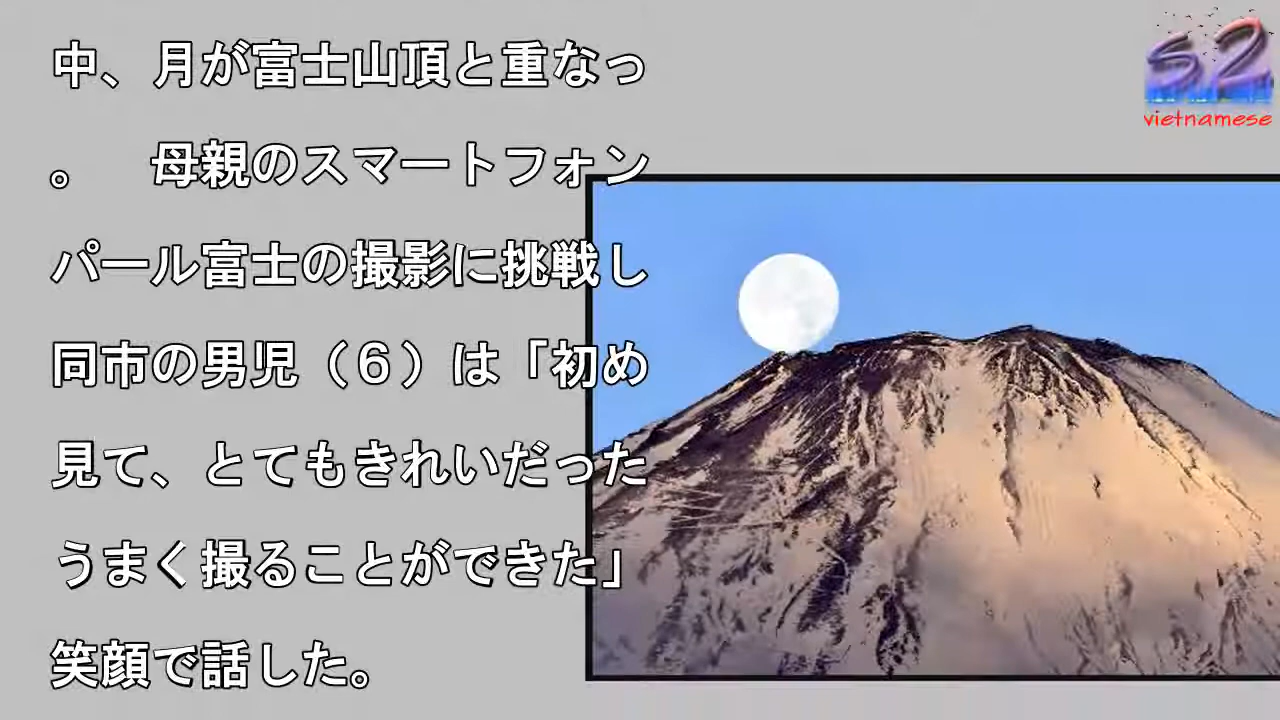 中、月が富士山頂と重なっ
。　母親のスマートフォン
パール富士の撮影に挑戦し
同市の男児（６）は「初め
見て、とてもきれいだった
うまく撮ることができた」
笑顔で話した。
S2
vietnamese